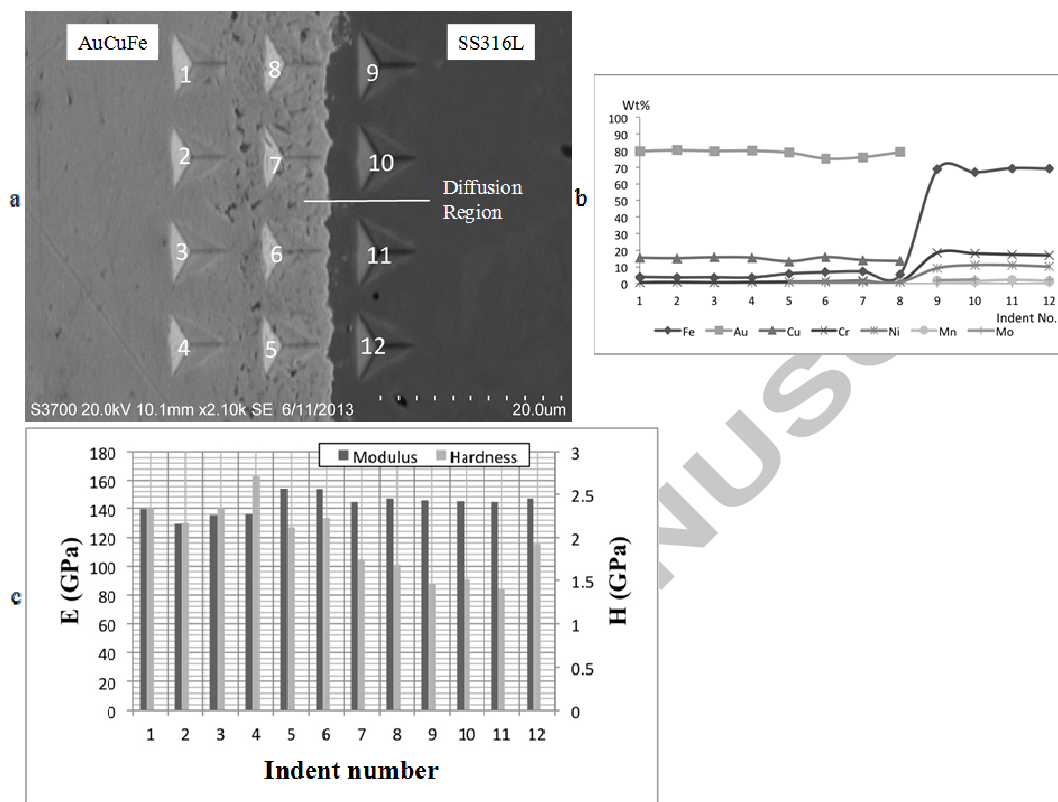 AuCuFe
SS316L
1
8
9
2
7
10
Diffusion
Region
3
6
11
4
5
12
S3700 20.0kV 10.1mm x2.10k SE 6/11/2013
20.0um
a
b
Wt%
100
90
80
70
60
50
40
30
20
10
0
1 2 3 4 5 6 7 8 9 10 11 12
Indent No.
Fe Au Cu Cr Ni Mn Mo
NUSC
c
Modulus Hardness
180
160
140
120
100
80
60
40
20
0
E (GPa)
3
2.5
2
1.5
1
0.5
0
H (GPa)
1 2 3 4 5 6 7 8 9 10 11 12
Indent number